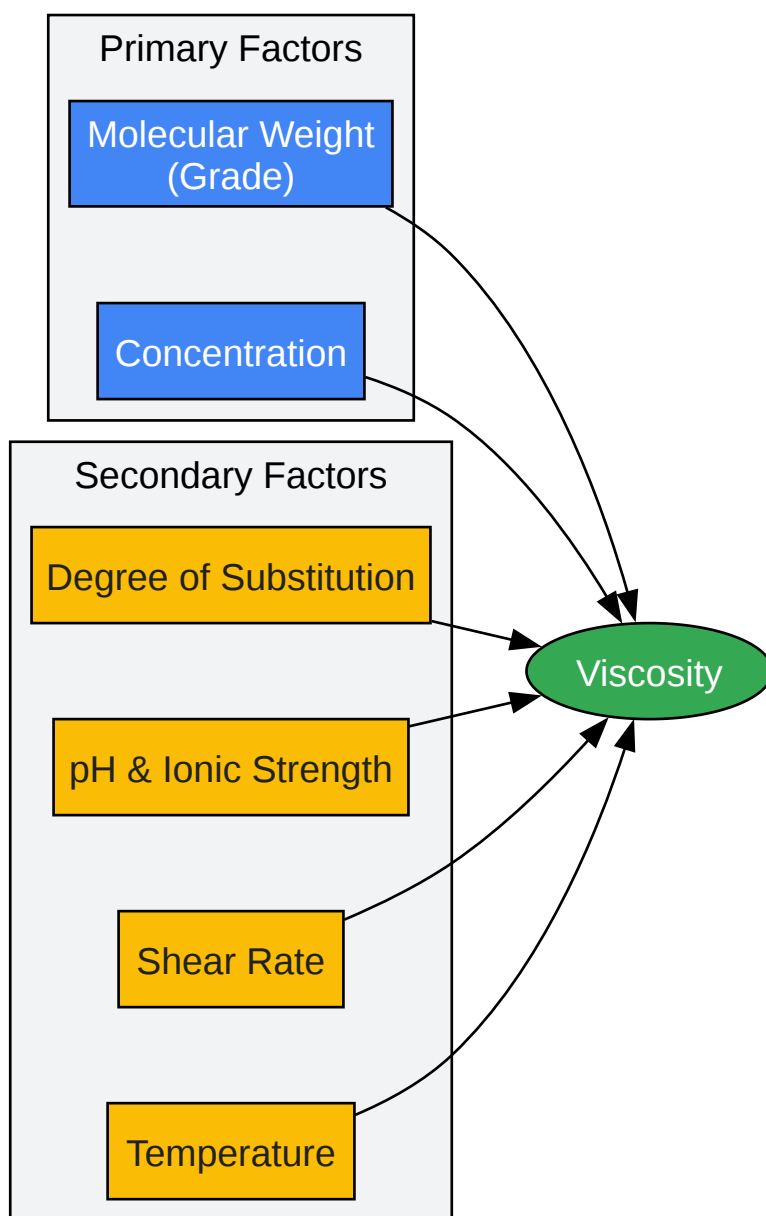 Primary Factors
Molecular Weight
(Grade)
Concentration
Secondary Factors
Degree of Substitution
Viscosity
pH & Ionic Strength
Shear Rate
Temperature